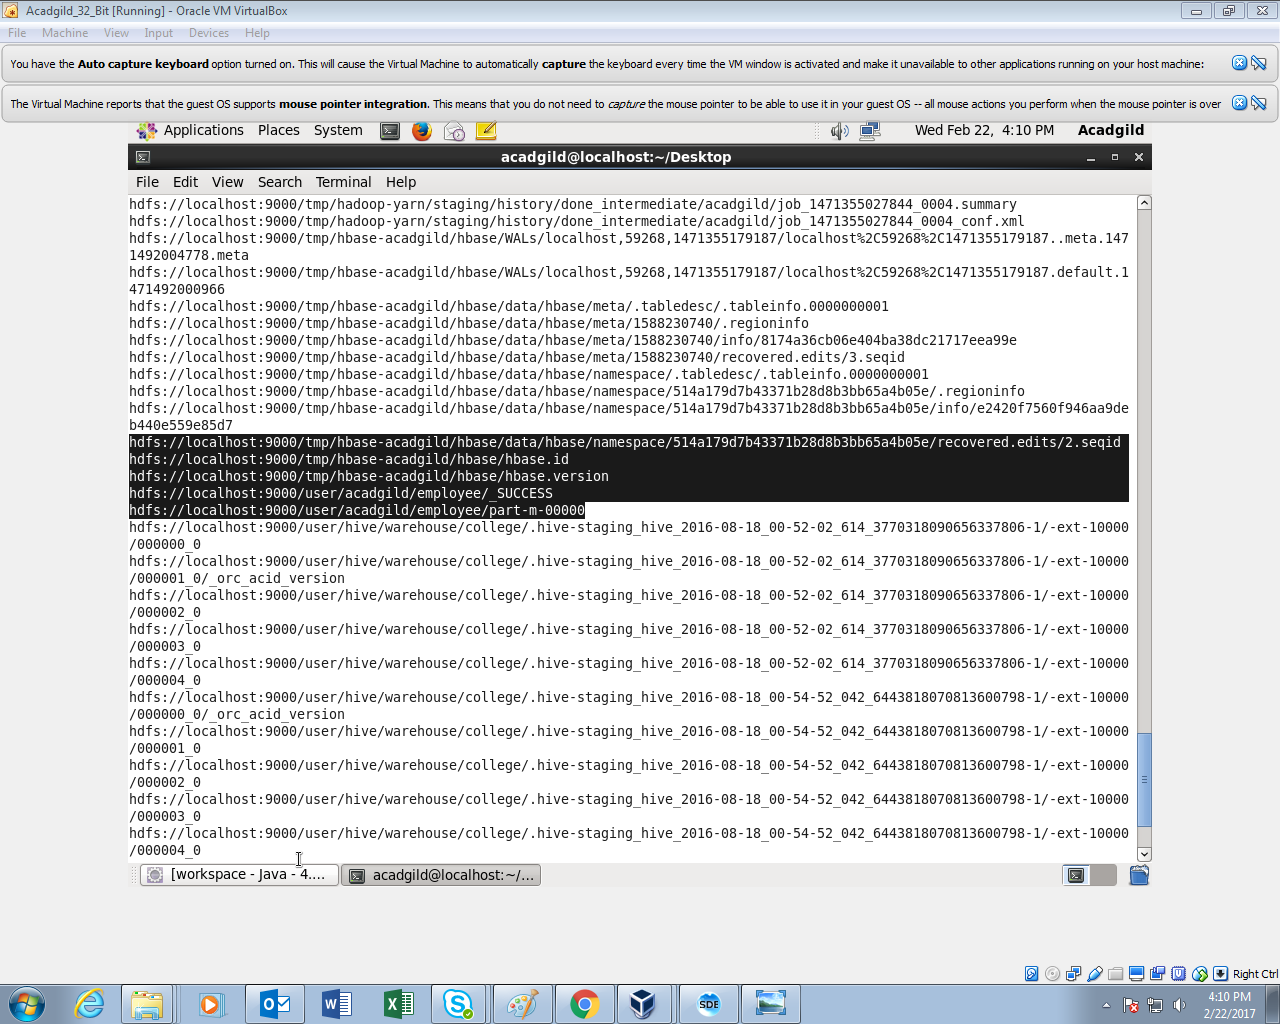 Acadgild_32_Bit [Running] - Oracle VM VirtualBox
File Machine View Input Devices Help
You have the Auto capture keyboard option turned on. This will cause the Virtual Machine to automatically capture the keyboard every time the VM window is activated and make it unavailable to other applications running on your host machine:
The Virtual Machine reports that the guest OS supports mouse pointer integration. This means that you do not need to capture the mouse pointer to be able to use it in your guest OS -- all mouse actions you perform when the mouse pointer is over
Applications Places System Wed Feb 22, 4:10 PM Acadgild
acadgild@localhost:~/Desktop
File Edit View Search Terminal Help
hdfs://localhost:9000/tmp/hadoop-yarn/staging/history/done_intermediate/acadgild/job_1471355027844_0004.summary
hdfs://localhost:9000/tmp/hadoop-yarn/staging/history/done_intermediate/acadgild/job_1471355027844_0004_conf.xml
hdfs://localhost:9000/tmp/hbase-acadgild/hbase/WALs/localhost,59268,1471355179187/localhost%2C59268%2C1471355179187..meta.147
1492004778.meta
hdfs://localhost:9000/tmp/hbase-acadgild/hbase/WALs/localhost,59268,1471355179187/localhost%2C59268%2C1471355179187.default.1
471492000966
hdfs://localhost:9000/tmp/hbase-acadgild/hbase/data/hbase/meta/.tabledesc/.tableinfo.0000000001
hdfs://localhost:9000/tmp/hbase-acadgild/hbase/data/hbase/meta/1588230740/.regioninfo
hdfs://localhost:9000/tmp/hbase-acadgild/hbase/data/hbase/meta/1588230740/info/8174a36cb06e404ba38dc21717eea99e
hdfs://localhost:9000/tmp/hbase-acadgild/hbase/data/hbase/meta/1588230740/recovered.edits/3.seqid
hdfs://localhost:9000/tmp/hbase-acadgild/hbase/data/hbase/namespace/.tabledesc/.tableinfo.0000000001
hdfs://localhost:9000/tmp/hbase-acadgild/hbase/data/hbase/namespace/514a179d7b43371b28d8b3bb65a4b05e/.regioninfo
hdfs://localhost:9000/tmp/hbase-acadgild/hbase/data/hbase/namespace/514a179d7b43371b28d8b3bb65a4b05e/info/e2420f7560f946aa9de
b440e559e85d7
hdfs://localhost:9000/tmp/hbase-acadgild/hbase/data/hbase/namespace/514a179d7b43371b28d8b3bb65a4b05e/recovered.edits/2.seqid
hdfs://localhost:9000/tmp/hbase-acadgild/hbase/hbase.id
hdfs://localhost:9000/tmp/hbase-acadgild/hbase/hbase.version
hdfs://localhost:9000/user/acadgild/employee/_SUCCESS
hdfs://localhost:9000/user/acadgild/employee/part-m-00000
hdfs://localhost:9000/user/hive/warehouse/college/.hive-staging_hive_2016-08-18_00-52-02_614_3770318090656337806-1/-ext-10000
/000000_0
hdfs://localhost:9000/user/hive/warehouse/college/.hive-staging_hive_2016-08-18_00-52-02_614_3770318090656337806-1/-ext-10000
/000001_0/_orc_acid_version
hdfs://localhost:9000/user/hive/warehouse/college/.hive-staging_hive_2016-08-18_00-52-02_614_3770318090656337806-1/-ext-10000
/000002_0
hdfs://localhost:9000/user/hive/warehouse/college/.hive-staging_hive_2016-08-18_00-52-02_614_3770318090656337806-1/-ext-10000
/000003_0
hdfs://localhost:9000/user/hive/warehouse/college/.hive-staging_hive_2016-08-18_00-52-02_614_3770318090656337806-1/-ext-10000
/000004_0
hdfs://localhost:9000/user/hive/warehouse/college/.hive-staging_hive_2016-08-18_00-54-52_042_6443818070813600798-1/-ext-10000
/000000_0/_orc_acid_version
hdfs://localhost:9000/user/hive/warehouse/college/.hive-staging_hive_2016-08-18_00-54-52_042_6443818070813600798-1/-ext-10000
/000001_0
hdfs://localhost:9000/user/hive/warehouse/college/.hive-staging_hive_2016-08-18_00-54-52_042_6443818070813600798-1/-ext-10000
/000002_0
hdfs://localhost:9000/user/hive/warehouse/college/.hive-staging_hive_2016-08-18_00-54-52_042_6443818070813600798-1/-ext-10000
/000003_0
hdfs://localhost:9000/user/hive/warehouse/college/.hive-staging_hive_2016-08-18_00-54-52_042_6443818070813600798-1/-ext-10000
/000004_0
[workspace - Java - 4.... acadgild@localhost:~/...
Right Ctrl
SDE
4:10 PM
2/22/2017